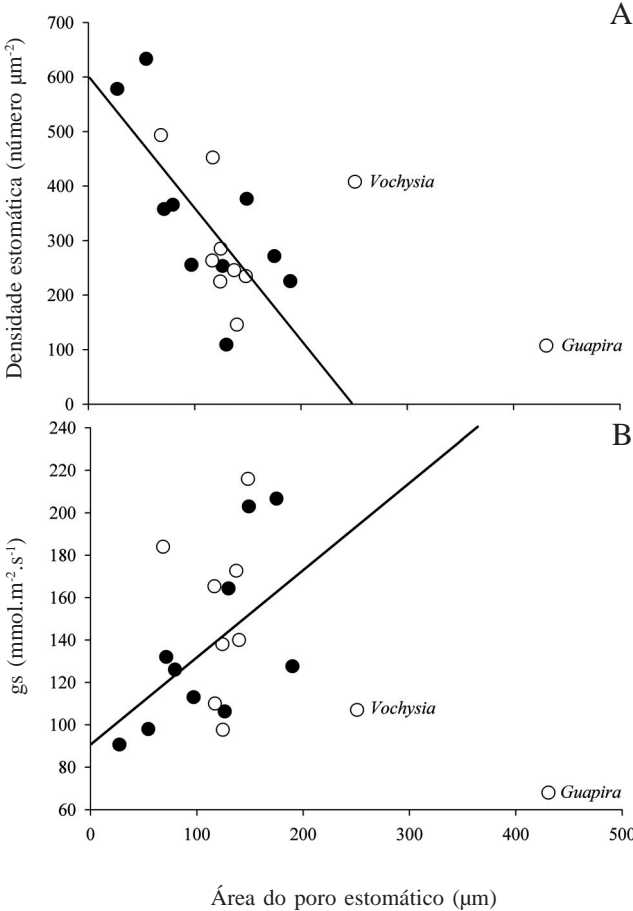 A
Densidade estomática (número µm⁻²)
700
600
500
400
300
200
100
0
Vochysia
Guapira
B
gs (mmol.m⁻².s⁻¹)
240
220
200
180
160
140
120
100
80
60
Vochysia
Guapira
0 100 200 300 400 500
Área do poro estomático (µm)